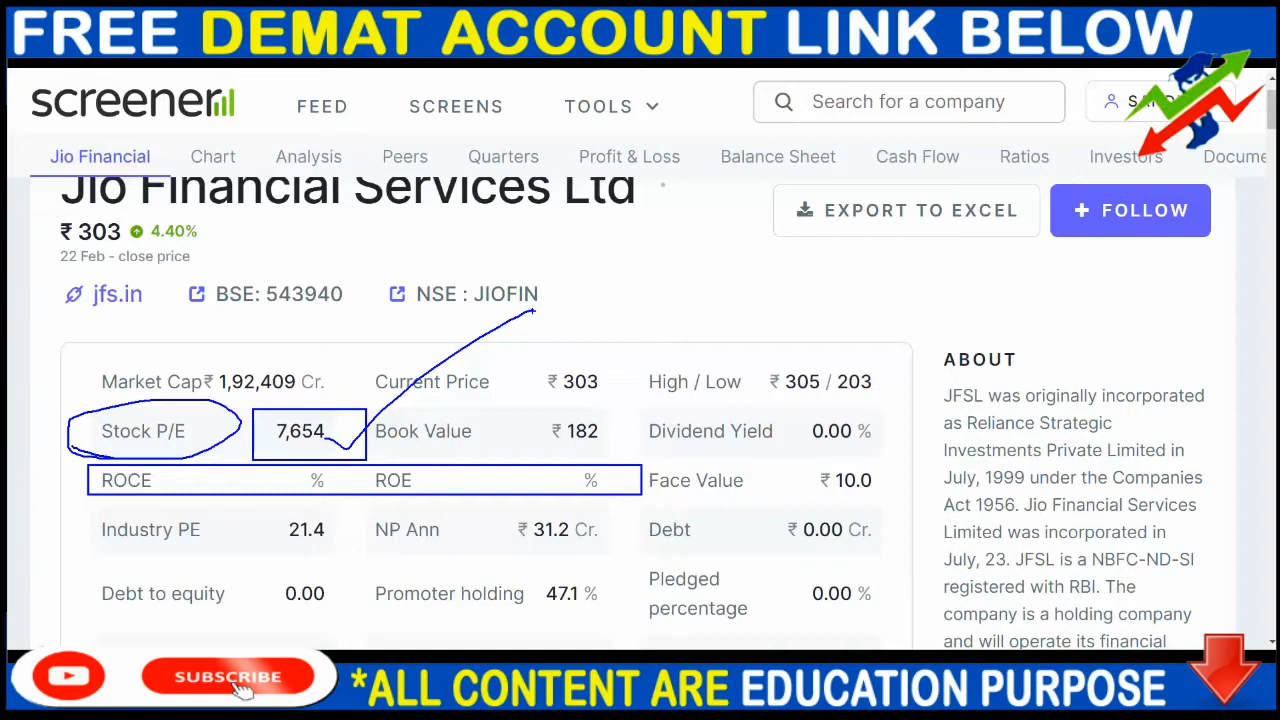 FREE DEMAT ACCOUNT LINK BELOW
screener
FEED SCREENS TOOLS Search for a company
Jio Financial Chart Analysis Peers Quarters Profit & Loss Balance Sheet Cash Flow Ratios Investors Docume
Jio Financial Services Ltd
EXPORT TO EXCEL + FOLLOW
₹ 303 4.40%
22 Feb - close price
jfs.in BSE: 543940 NSE : JIOFIN
Market Cap ₹ 1,92,409 Cr. Current Price ₹ 303 High / Low ₹ 305 / 203
Stock P/E 7,654 Book Value ₹ 182 Dividend Yield 0.00 %
ROCE % ROE % Face Value ₹ 10.0
Industry PE 21.4 NP Ann ₹ 31.2 Cr. Debt ₹ 0.00 Cr.
Debt to equity 0.00 Promoter holding 47.1 % Pledged percentage 0.00 %
ABOUT
JFSL was originally incorporated
as Reliance Strategic
Investments Private Limited in
July, 1999 under the Companies
Act 1956. Jio Financial Services
Limited was incorporated in
July, 23. JFSL is a NBFC-ND-SI
registered with RBI. The
company is a holding company
and will operate its financial
SUBSCRIBE
*ALL CONTENT ARE EDUCATION PURPOSE